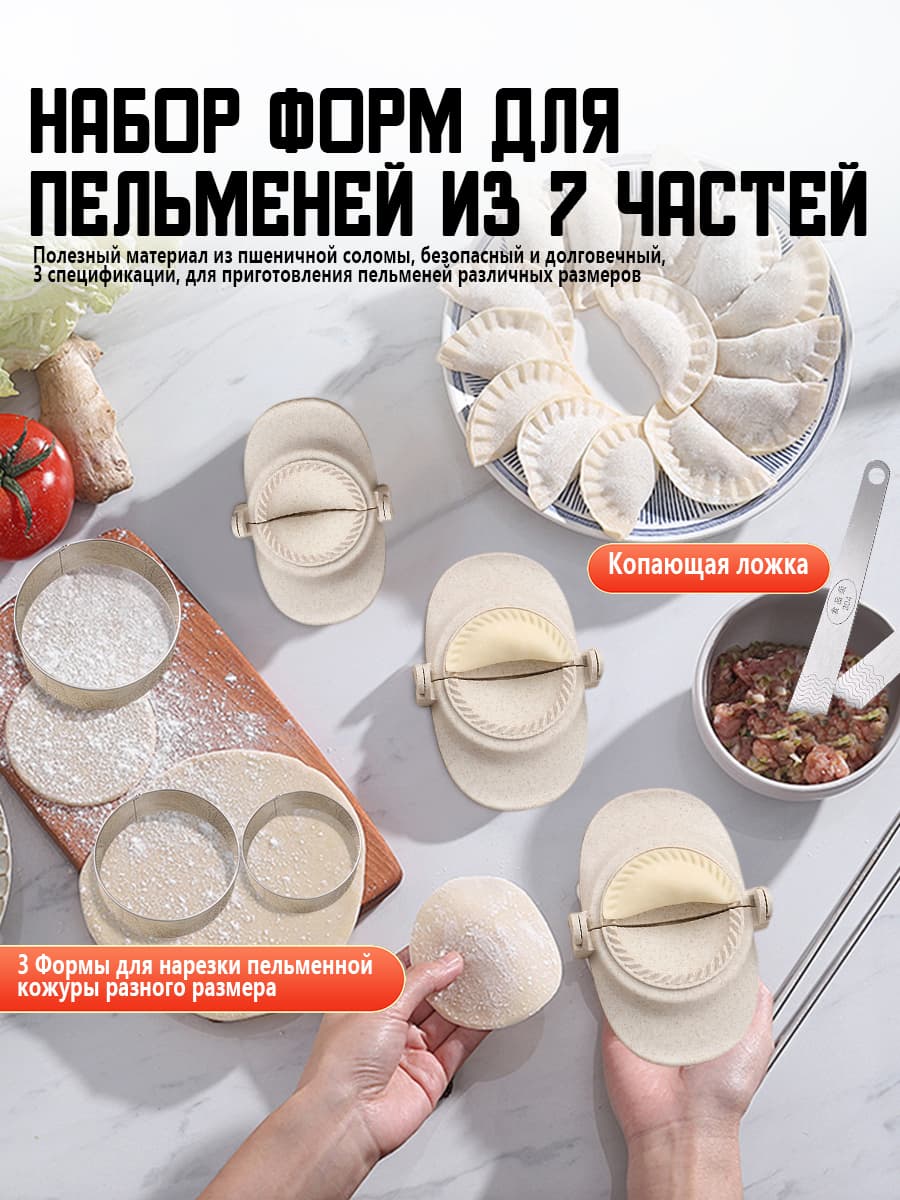 НАБОР ФОРМ ДЛЯ
ПЕЛЬМЕНЕЙ ИЗ 7 ЧАСТЕЙ
Полезный материал из пшеничной соломы, безопасный и долговечный,
3 спецификации, для приготовления пельменей различных размеров
Копающая ложка
3 Формы для нарезки пельменной
кожуры разного размера